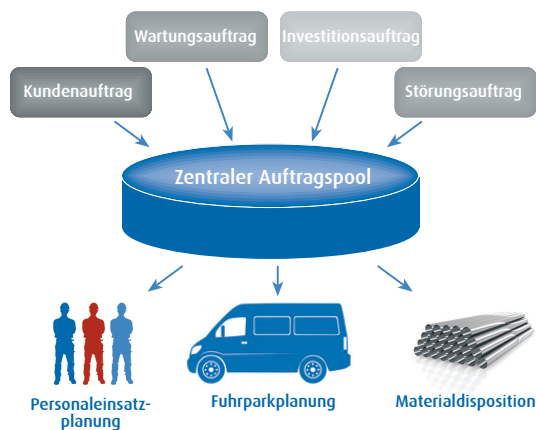 Wartungsauftrag
Investitionsauftrag
Kundenauftrag
Störungsauftrag
Zentraler Auftragspool
Personaleinsatz-
planung
Fuhrparkplanung
Materialdisposition